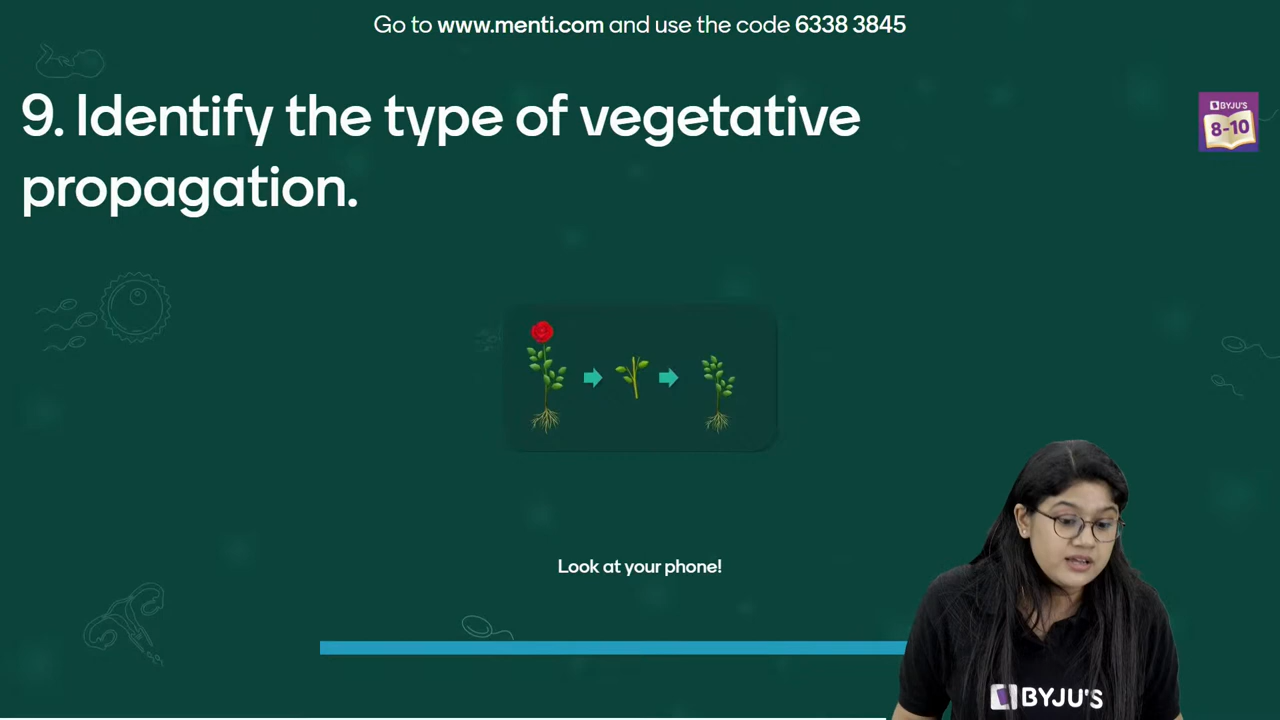 Go to www.menti.com and use the code 6338 3845
9. Identify the type of vegetative
propagation.
BYJU'S
8-10
Look at your phone!
BYJU'S